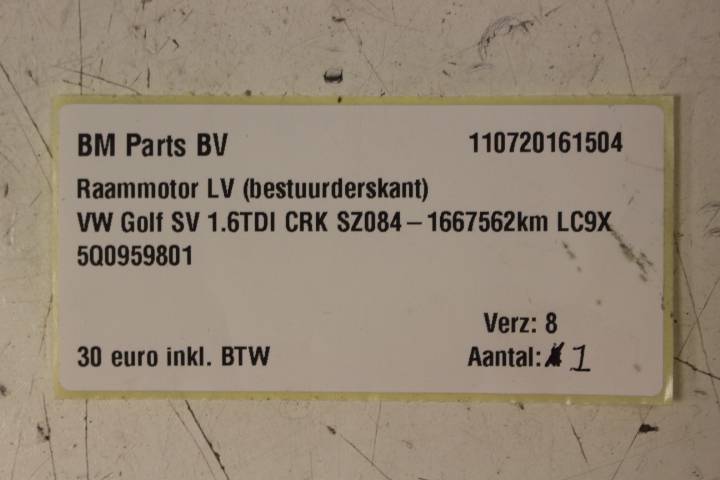 BM Parts BV 110720161504
Raammotor LV (bestuurderskant)
VW Golf SV 1.6TDI CRK SZ084 – 1667562km LC9X
5Q0959801
Verz: 8
30 euro inkl. BTW Aantal: 1